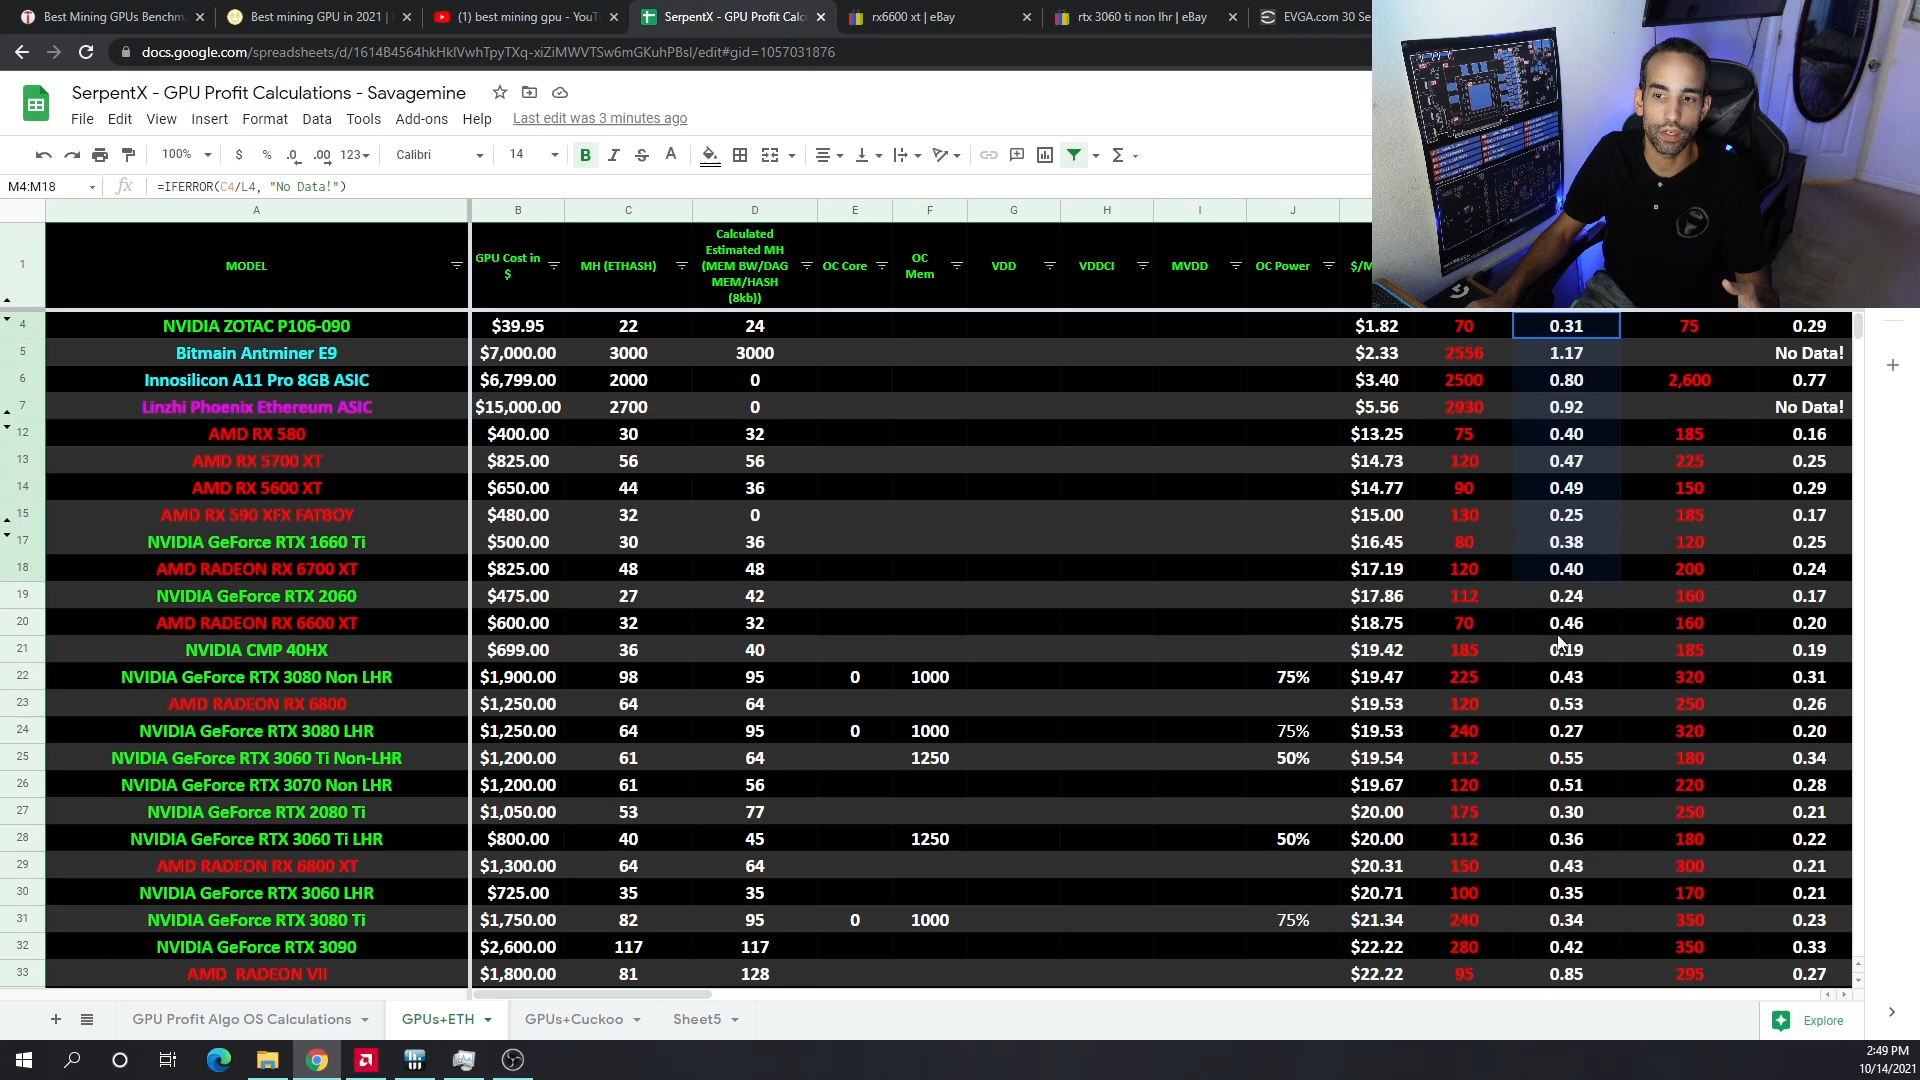 Best Mining GPUs Benchm
Best mining GPU in 2021 |
(1) best mining gpu - YouT
SerpentX - GPU Profit Calc
rx6600 xt | eBay
rtx 3060 ti non lhr | eBay
EVGA.com 30 Se
docs.google.com/spreadsheets/d/1614B4564hkHklVwhTpyTXq-xiZiMWVTSw6mGKuhPBsI/edit#gid=1057031876
SerpentX - GPU Profit Calculations - Savagemine
File Edit View Insert Format Data Tools Add-ons Help Last edit was 3 minutes ago
100% $ % .0 .00 123 Calibri 14 B I S A Σ
M4:M18 fx =IFERROR(C4/L4, "No Data!")
A B C D E F G H I J
1 MODEL
GPU Cost in $
MH (ETHASH)
Calculated Estimated MH (MEM BW/DAG MEM/HASH (8kb))
OC Core
OC Mem
VDD
VDDCI
MVDD
OC Power
$/M
4 NVIDIA ZOTAC P106-090 $39.95 22 24 $1.82 70 0.31 75 0.29
5 Bitmain Antminer E9 $7,000.00 3000 3000 $2.33 2556 1.17 No Data!
6 Innosilicon A11 Pro 8GB ASIC $6,799.00 2000 0 $3.40 2500 0.80 2,600 0.77
7 Linzhi Phoenix Ethereum ASIC $15,000.00 2700 0 $5.56 2930 0.92 No Data!
12 AMD RX 580 $400.00 30 32 $13.25 75 0.40 185 0.16
13 AMD RX 5700 XT $825.00 56 56 $14.73 120 0.47 225 0.25
14 AMD RX 5600 XT $650.00 44 36 $14.77 90 0.49 150 0.29
15 AMD RX 590 XFX FATBOY $480.00 32 0 $15.00 130 0.25 185 0.17
17 NVIDIA GeForce RTX 1660 Ti $500.00 30 36 $16.45 80 0.38 120 0.25
18 AMD RADEON RX 6700 XT $825.00 48 48 $17.19 120 0.40 200 0.24
19 NVIDIA GeForce RTX 2060 $475.00 27 42 $17.86 112 0.24 160 0.17
20 AMD RADEON RX 6600 XT $600.00 32 32 $18.75 70 0.46 160 0.20
21 NVIDIA CMP 40HX $699.00 36 40 $19.42 185 0.19 185 0.19
22 NVIDIA GeForce RTX 3080 Non LHR $1,900.00 98 95 0 1000 75% $19.47 225 0.43 320 0.31
23 AMD RADEON RX 6800 $1,250.00 64 64 $19.53 120 0.53 250 0.26
24 NVIDIA GeForce RTX 3080 LHR $1,250.00 64 95 0 1000 75% $19.53 240 0.27 320 0.20
25 NVIDIA GeForce RTX 3060 Ti Non-LHR $1,200.00 61 64 1250 50% $19.54 112 0.55 180 0.34
26 NVIDIA GeForce RTX 3070 Non LHR $1,200.00 61 56 $19.67 120 0.51 220 0.28
27 NVIDIA GeForce RTX 2080 Ti $1,050.00 53 77 $20.00 175 0.30 250 0.21
28 NVIDIA GeForce RTX 3060 Ti LHR $800.00 40 45 1250 50% $20.00 112 0.36 180 0.22
29 AMD RADEON RX 6800 XT $1,300.00 64 64 $20.31 150 0.43 300 0.21
30 NVIDIA GeForce RTX 3060 LHR $725.00 35 35 $20.71 100 0.35 170 0.21
31 NVIDIA GeForce RTX 3080 Ti $1,750.00 82 95 0 1000 75% $21.34 240 0.34 350 0.23
32 NVIDIA GeForce RTX 3090 $2,600.00 117 117 $22.22 280 0.42 350 0.33
33 AMD RADEON VII $1,800.00 81 128 $22.22 95 0.85 295 0.27
GPU Profit Algo OS Calculations GPUs+ETH GPUs+Cuckoo Sheet5 Explore
2:49 PM
10/14/2021